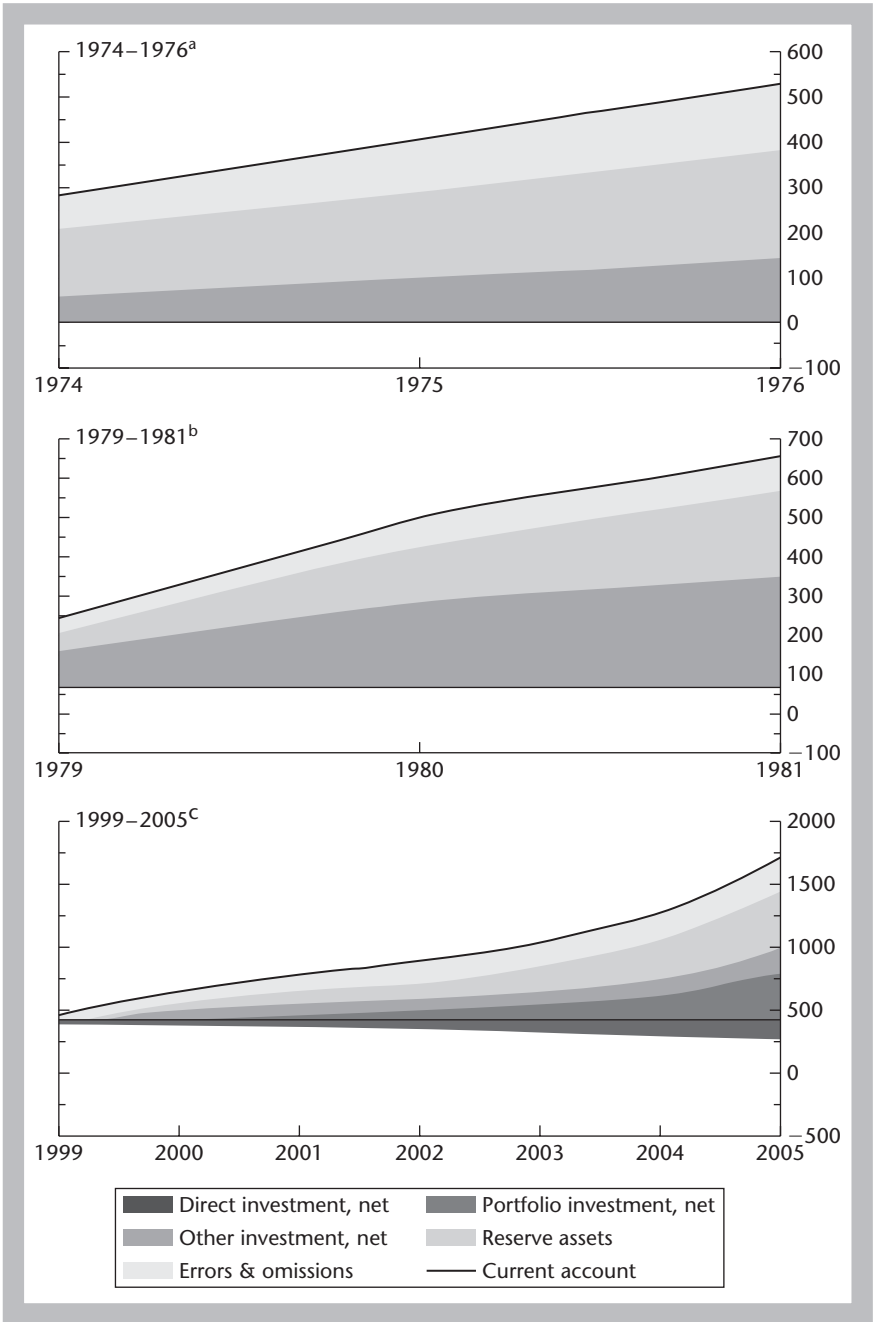 1974–1976a
600
500
400
300
200
100
0
−100
1974 1975 1976
1979–1981b
700
600
500
400
300
200
100
0
−100
1979 1980 1981
1999–2005c
2000
1500
1000
500
0
−500
1999 2000 2001 2002 2003 2004 2005
Direct investment, net Portfolio investment, net
Other investment, net Reserve assets
Errors & omissions Current account